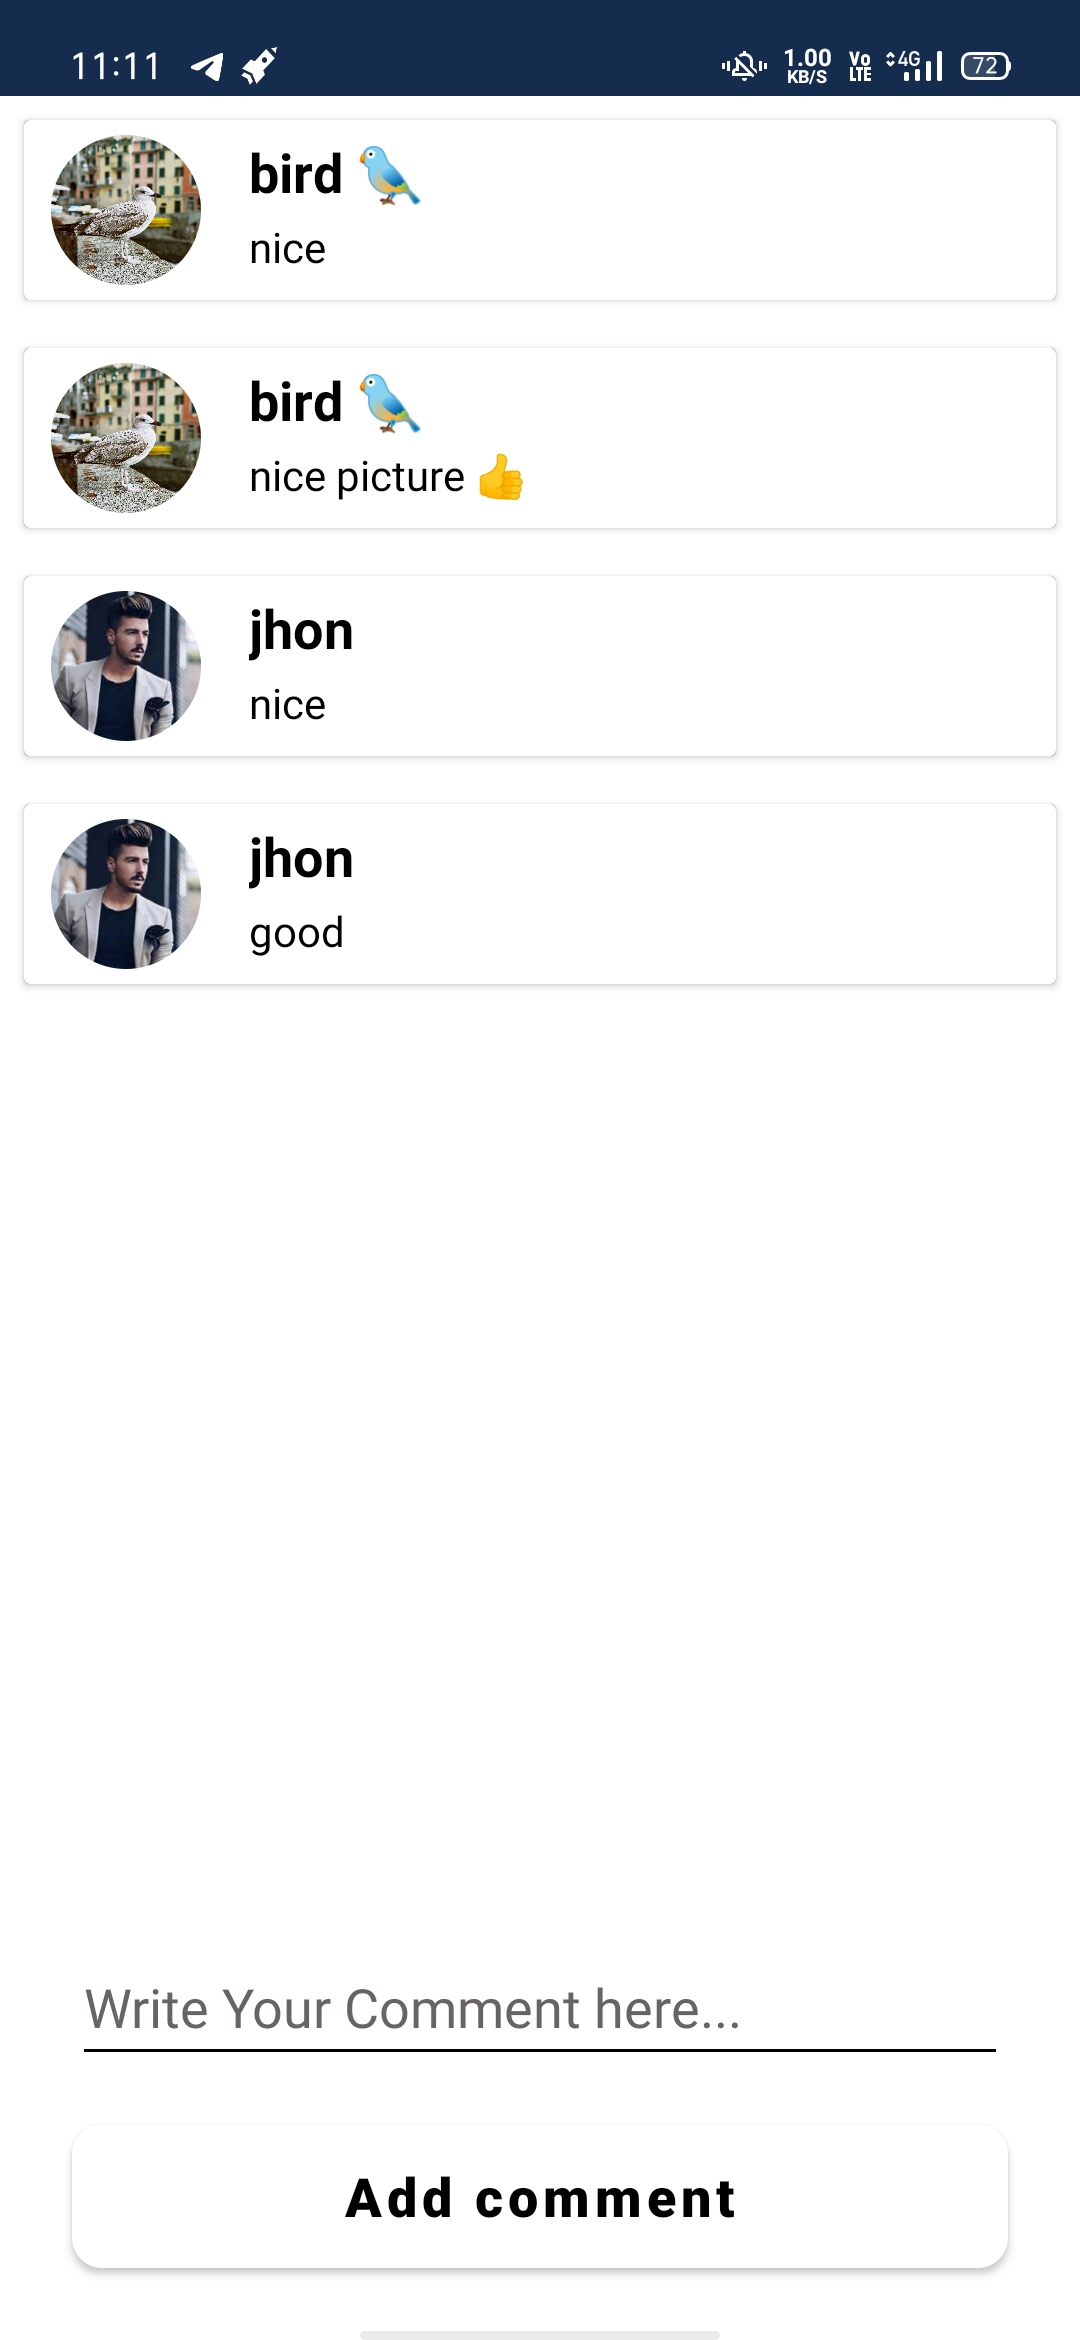 11:11 1.00 KB/S Vo LTE 4G 72
bird 🐦
nice
bird 🐦
nice picture 👍
jhon
nice
jhon
good
Write Your Comment here...
Add comment